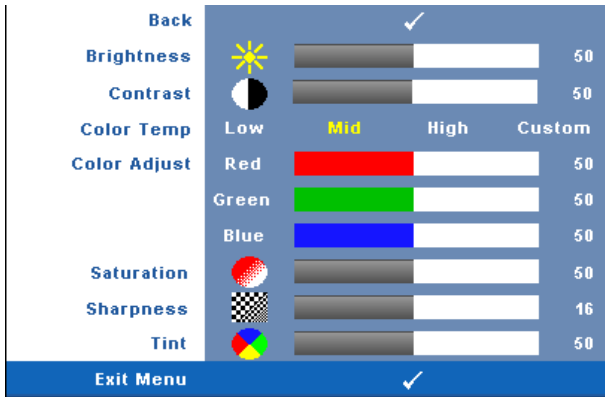 Back
Brightness 50
Contrast 50
Color Temp Low Mid High Custom
Color Adjust Red 50
Green 50
Blue 50
Saturation 50
Sharpness 16
Tint 50
Exit Menu